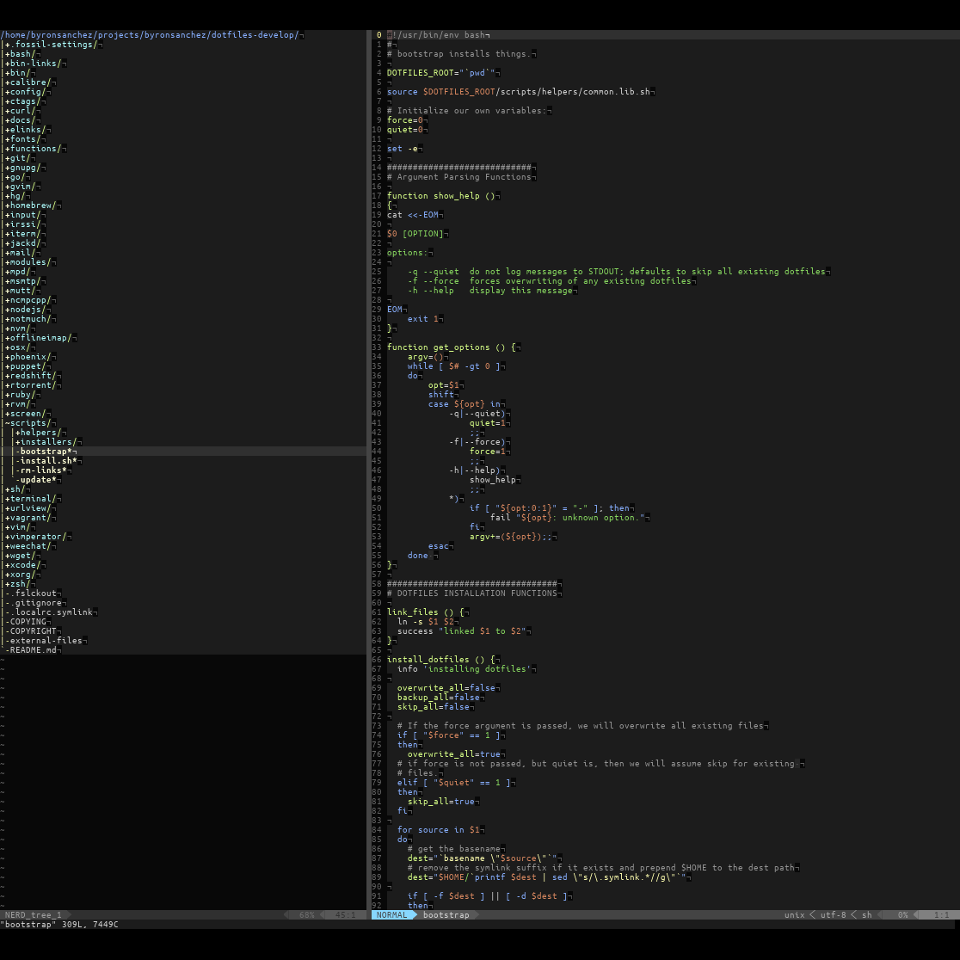 /home/byronsanchez/projects/byronsanchez/dotfiles-develop/¬
|+.fossil-settings/¬
|+bash/¬
|+bin-links/¬
|+bin/¬
|+calibre/¬
|+config/¬
|+ctags/¬
|+curl/¬
|+docs/¬
|+elinks/¬
|+fonts/¬
|+functions/¬
|+git/¬
|+gnupg/¬
|+go/¬
|+gvim/¬
|+hg/¬
|+homebrew/¬
|+input/¬
|+irssi/¬
|+iterm/¬
|+jackd/¬
|+mail/¬
|+modules/¬
|+mpd/¬
|+msmtp/¬
|+mutt/¬
|+ncmpcpp/¬
|+nodejs/¬
|+notmuch/¬
|+nvm/¬
|+offlineimap/¬
|+osx/¬
|+phoenix/¬
|+puppet/¬
|+redshift/¬
|+rtorrent/¬
|+ruby/¬
|+rvm/¬
|+screen/¬
|~scripts/¬
| |+helpers/¬
| |+installers/¬
| |-bootstrap*¬
| |-install.sh*¬
| |-rm-links*¬
| `-update*¬
|+sh/¬
|+terminal/¬
|+urlview/¬
|+vagrant/¬
|+vim/¬
|+vimperator/¬
|+weechat/¬
|+wget/¬
|+xcode/¬
|+xorg/¬
|+zsh/¬
|-.fslckout¬
|-.gitignore¬
|-.localrc.symlink¬
|-COPYING¬
|-COPYRIGHT¬
|-external-files¬
`-README.md¬
NERD_tree_1 68% 45:1
0 #!/usr/bin/env bash¬
1 #¬
2 # bootstrap installs things.¬
3 ¬
4 DOTFILES_ROOT="`pwd`"¬
5 ¬
6 source $DOTFILES_ROOT/scripts/helpers/common.lib.sh¬
7 ¬
8 # Initialize our own variables:¬
9 force=0¬
10 quiet=0¬
11 ¬
12 set -e¬
13 ¬
14 ############################¬
15 # Argument Parsing Functions¬
16 ¬
17 function show_help ()¬
18 {¬
19 cat <<-EOM¬
20 ¬
21 $0 [OPTION]¬
22 ¬
23 options:¬
24 ¬
25     -q --quiet  do not log messages to STDOUT; defaults to skip all existing dotfiles¬
26     -f --force  forces overwriting of any existing dotfiles¬
27     -h --help   display this message¬
28 ¬
29 EOM¬
30     exit 1¬
31 }¬
32 ¬
33 function get_options () {¬
34     argv=()¬
35     while [ $# -gt 0 ]¬
36     do¬
37         opt=$1¬
38         shift¬
39         case ${opt} in¬
40             -q|--quiet)¬
41                 quiet=1¬
42                 ;;¬
43             -f|--force)¬
44                 force=1¬
45                 ;;¬
46             -h|--help)¬
47                 show_help¬
48                 ;;¬
49             *)¬
50                 if [ "${opt:0:1}" = "-" ]; then¬
51                     fail "${opt}: unknown option."¬
52                 fi¬
53                 argv+=(${opt});;¬
54         esac¬
55     done ¬
56 }¬
57 ¬
58 #################################¬
59 # DOTFILES INSTALLATION FUNCTIONS¬
60 ¬
61 link_files () {¬
62   ln -s $1 $2¬
63   success "linked $1 to $2"¬
64 }¬
65 ¬
66 install_dotfiles () {¬
67   info 'installing dotfiles'¬
68 ¬
69   overwrite_all=false¬
70   backup_all=false¬
71   skip_all=false¬
72 ¬
73   # If the force argument is passed, we will overwrite all existing files¬
74   if [ "$force" == 1 ]¬
75   then¬
76     overwrite_all=true¬
77   # if force is not passed, but quiet is, then we will assume skip for existing ¬
78   # files.¬
79   elif [ "$quiet" == 1 ]¬
80   then¬
81     skip_all=true¬
82   fi¬
83 ¬
84   for source in $1¬
85   do¬
86     # get the basename¬
87     dest="`basename \"$source\"`"¬
88     # remove the symlink suffix if it exists and prepend $HOME to the dest path¬
89     dest="$HOME/`printf $dest | sed \"s/\.symlink.*//g\"`"¬
90 ¬
91     if [ -f $dest ] || [ -d $dest ]¬
92     then¬
NORMAL bootstrap unix < utf-8 < sh 0% 1:1
"bootstrap" 309L, 7449C